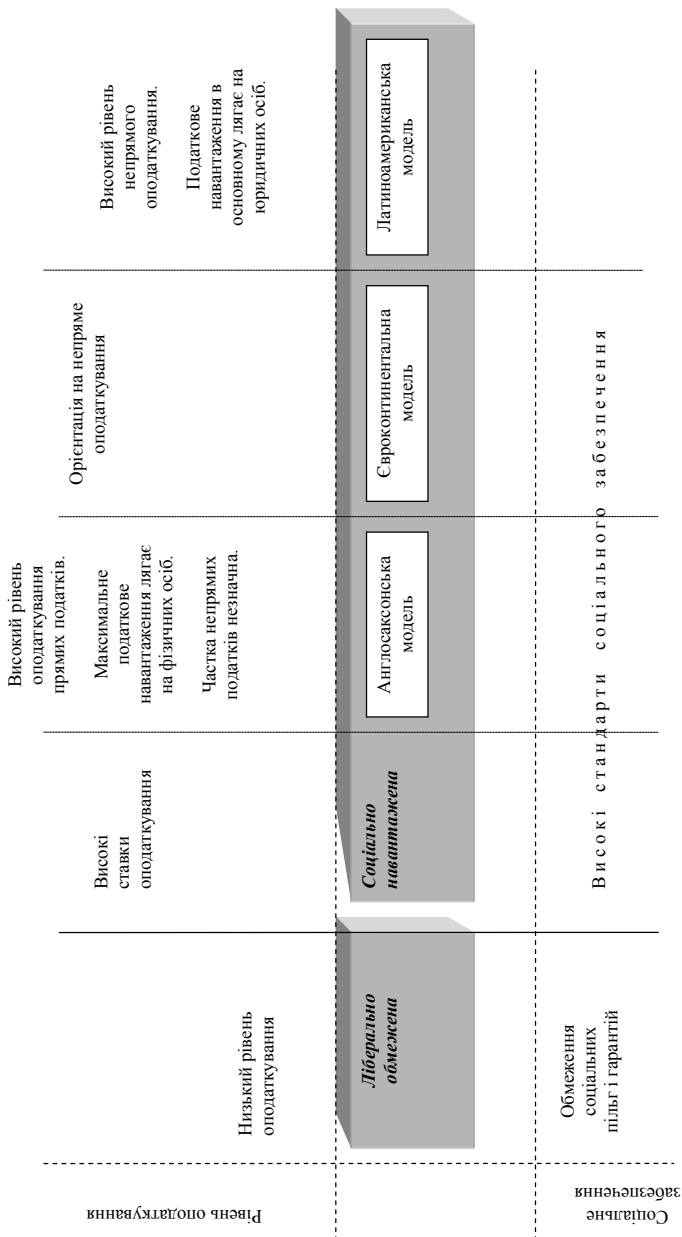 Рівень оподаткування
Низький рівень
оподаткування
Високі
ставки
оподаткування
Високий рівень
оподаткування
прямих податків.
Максимальне
податкове
навантаження лягає
на фізичних осіб.
Частка непрямих
податків незначна.
Орієнтація на непряме
оподаткування
Високий рівень
непрямого
оподаткування.
Податкове
навантаження в
основному лягає на
юридичних осіб.
Ліберально
обмежена
Соціально
навантажена
Англосаксонська
модель
Євроконтинентальна
модель
Латиноамериканська
модель
Соціальне
забезпечення
Обмеження
соціальних
пільг і гарантій
Високі стандарти соціального забезпечення